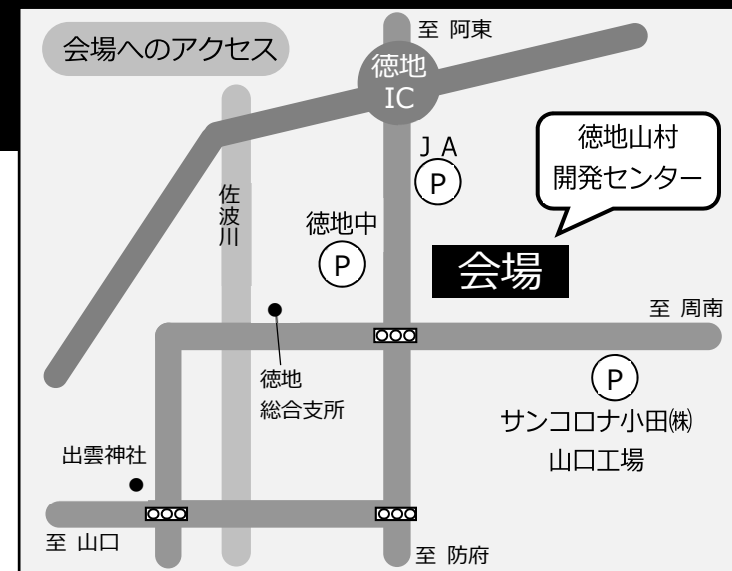 会場へのアクセス
至 阿東
徳地
IC
ＪＡ
P
徳地山村
開発センター
佐波川
徳地中
P
会場
至 周南
徳地
総合支所
P
サンコロナ小田㈱
山口工場
出雲神社
至 山口
至 防府